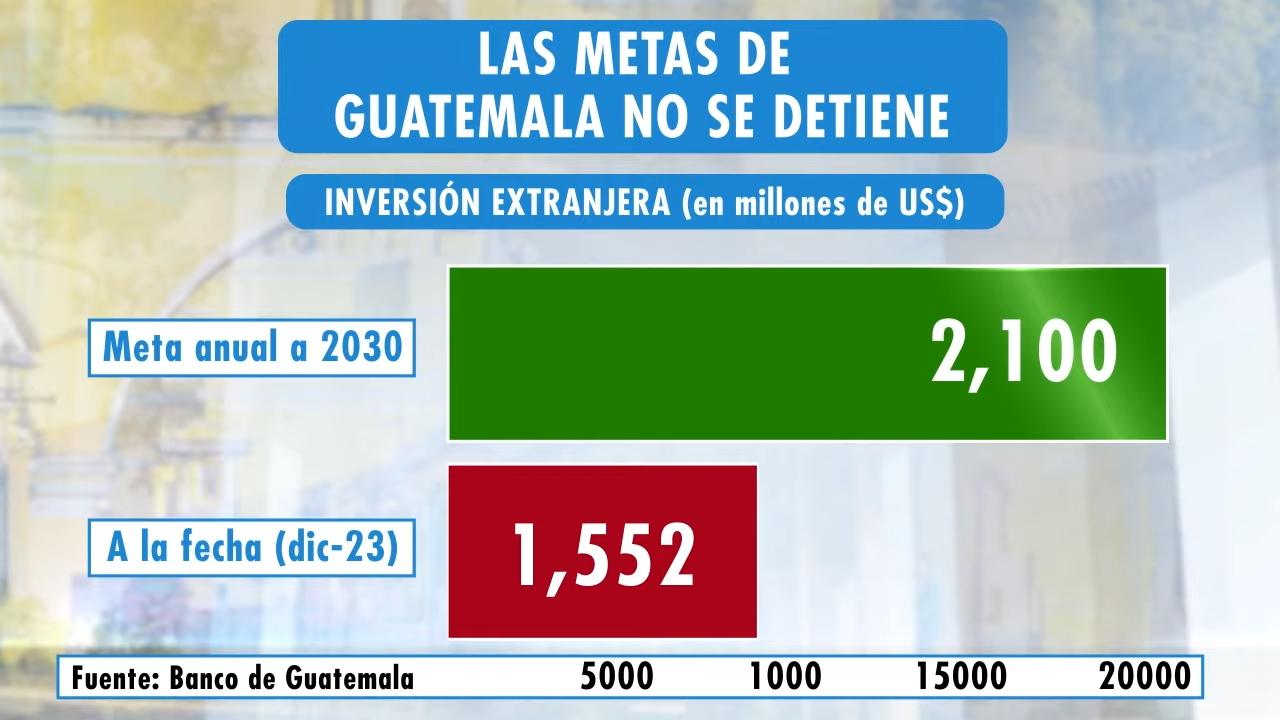 LAS METAS DE
GUATEMALA NO SE DETIENE
INVERSIÓN EXTRANJERA (en millones de US$)
Meta anual a 2030
2,100
A la fecha (dic-23)
1,552
Fuente: Banco de Guatemala 5000 1000 15000 20000